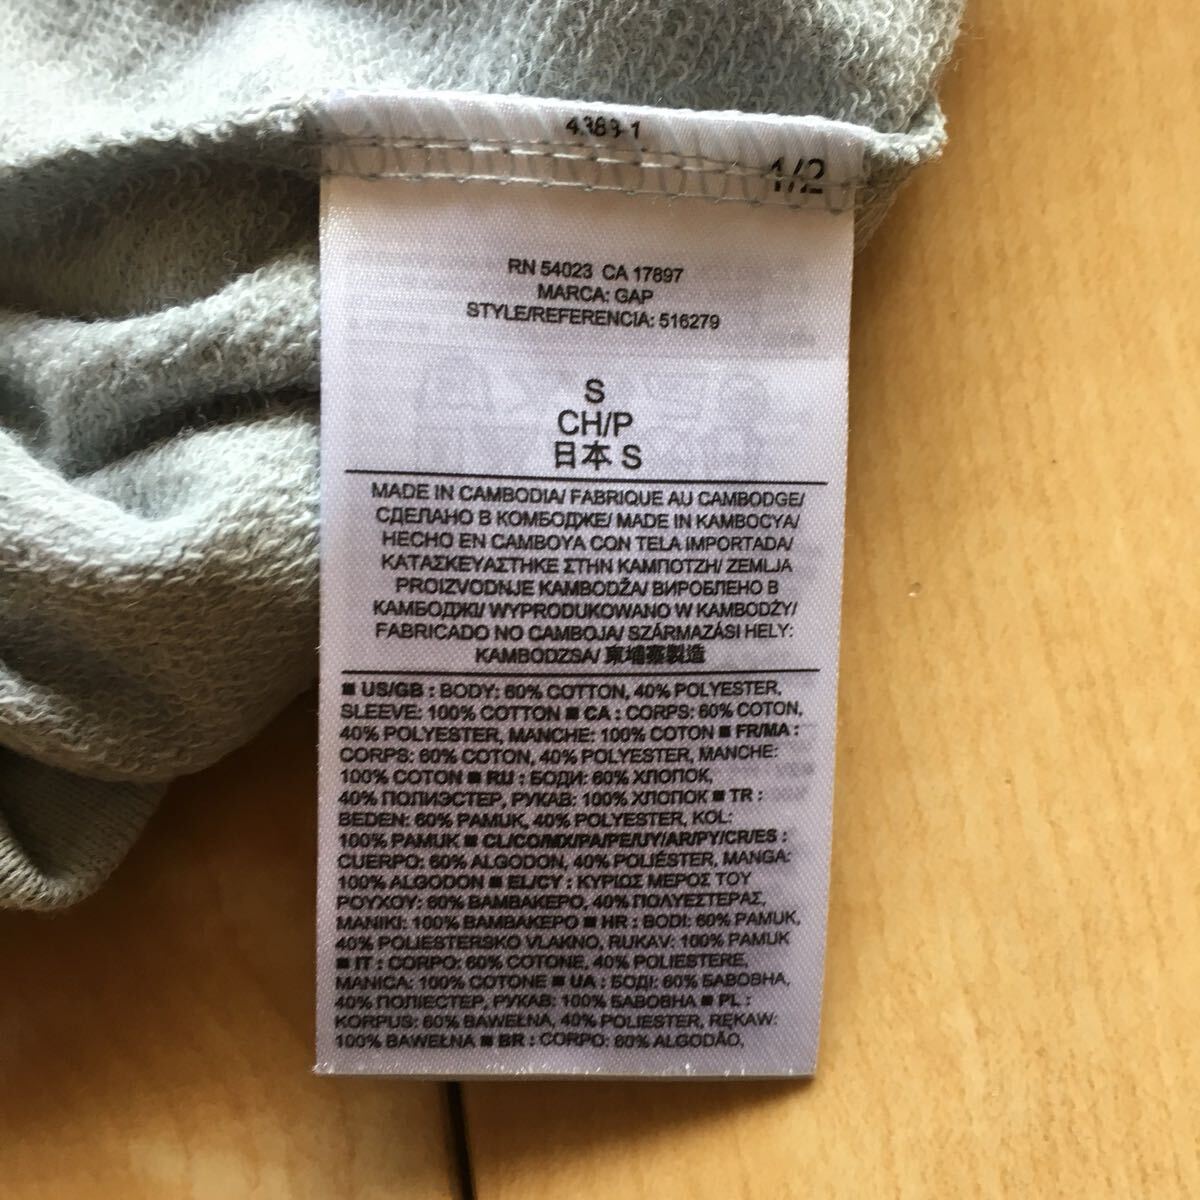 4383-1
1/2
RN 54023 CA 17897
MARCA: GAP
STYLE/REFERENCIA: 516279
S
CH/P
日本 S
MADE IN CAMBODIA/ FABRIQUE AU CAMBODGE/
СДЕЛАНО В КОМБОДЖЕ/ MADE IN KAMBOCYA/
HECHO EN CAMBOYA CON TELA IMPORTADA/
ΚΑΤΑΣΚΕΥΑΣΤΗΚΕ ΣΤΗΝ ΚΑΜΠΟΤΖΗ/ ZEMLJA
PROIZVODNJE KAMBODŽA/ ВИРОБЛЕНО В
КАМБОДЖІ/ WYPRODUKOWANO W KAMBODŻY/
FABRICADO NO CAMBOJA/ SZÁRMAZÁSI HELY:
KAMBODZSA/ 柬埔寨製造
■ US/GB : BODY: 60% COTTON, 40% POLYESTER,
SLEEVE: 100% COTTON ■ CA : CORPS: 60% COTON,
40% POLYESTER, MANCHE: 100% COTON ■ FR/MA :
CORPS: 60% COTON, 40% POLYESTER, MANCHE:
100% COTON ■ RU : БОДИ: 60% ХЛОПОК,
40% ПОЛИЭСТЕР, РУКАВ: 100% ХЛОПОК ■ TR :
BEDEN: 60% PAMUK, 40% POLYESTER, KOL:
100% PAMUK ■ CL/CO/MX/PA/PE/UY/AR/PY/CR/ES :
CUERPO: 60% ALGODON, 40% POLIÉSTER, MANGA:
100% ALGODON ■ EL/CY : ΚΥΡΙΩΣ ΜΕΡΟΣ ΤΟΥ
ΡΟΥΧΟΥ: 60% ΒΑΜΒΑΚΕΡΟ, 40% ΠΟΛΥΕΣΤΕΡΑΣ,
ΜΑΝΙΚΙ: 100% ΒΑΜΒΑΚΕΡΟ ■ HR : BODI: 60% PAMUK,
40% POLIESTERSKO VLAKNO, RUKAV: 100% PAMUK
■ IT : CORPO: 60% COTONE, 40% POLIESTERE,
MANICA: 100% COTONE ■ UA : БОДІ: 60% БАВОВНА,
40% ПОЛІЕСТЕР, РУКАВ: 100% БАВОВНА ■ PL :
KORPUS: 60% BAWEŁNA, 40% POLIESTER, RĘKAW:
100% BAWEŁNA ■ BR : CORPO: 60% ALGODÃO,